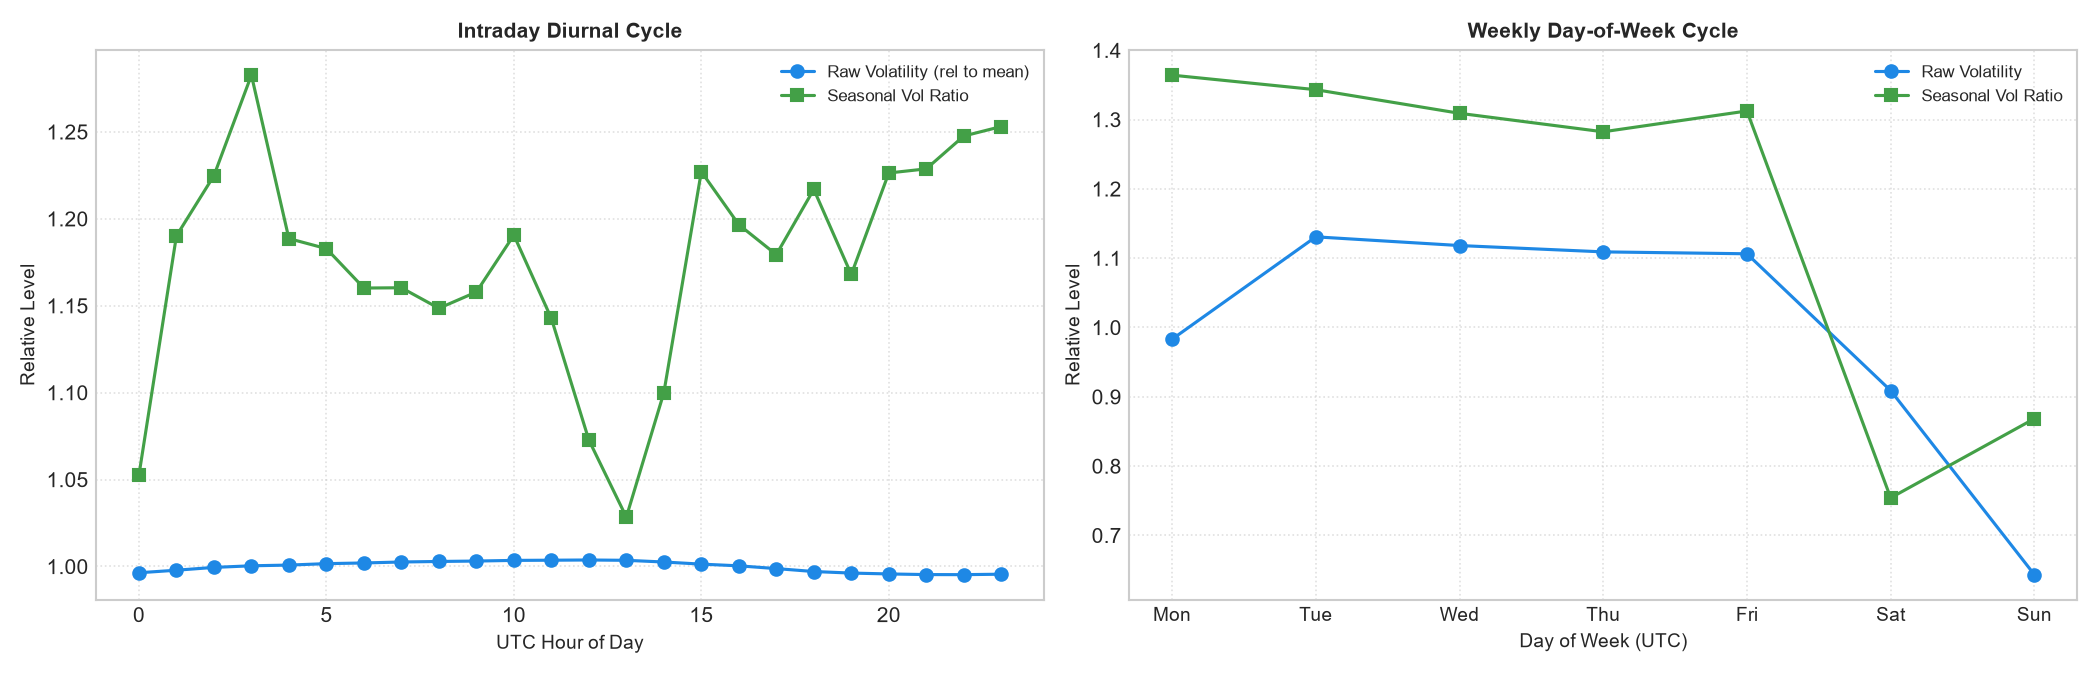 Intraday Diurnal Cycle
Raw Volatility (rel to mean)
Seasonal Vol Ratio
Relative Level
1.25
1.20
1.15
1.10
1.05
1.00
0 5 10 15 20
UTC Hour of Day
Weekly Day-of-Week Cycle
Raw Volatility
Seasonal Vol Ratio
Relative Level
1.4
1.3
1.2
1.1
1.0
0.9
0.8
0.7
Mon Tue Wed Thu Fri Sat Sun
Day of Week (UTC)